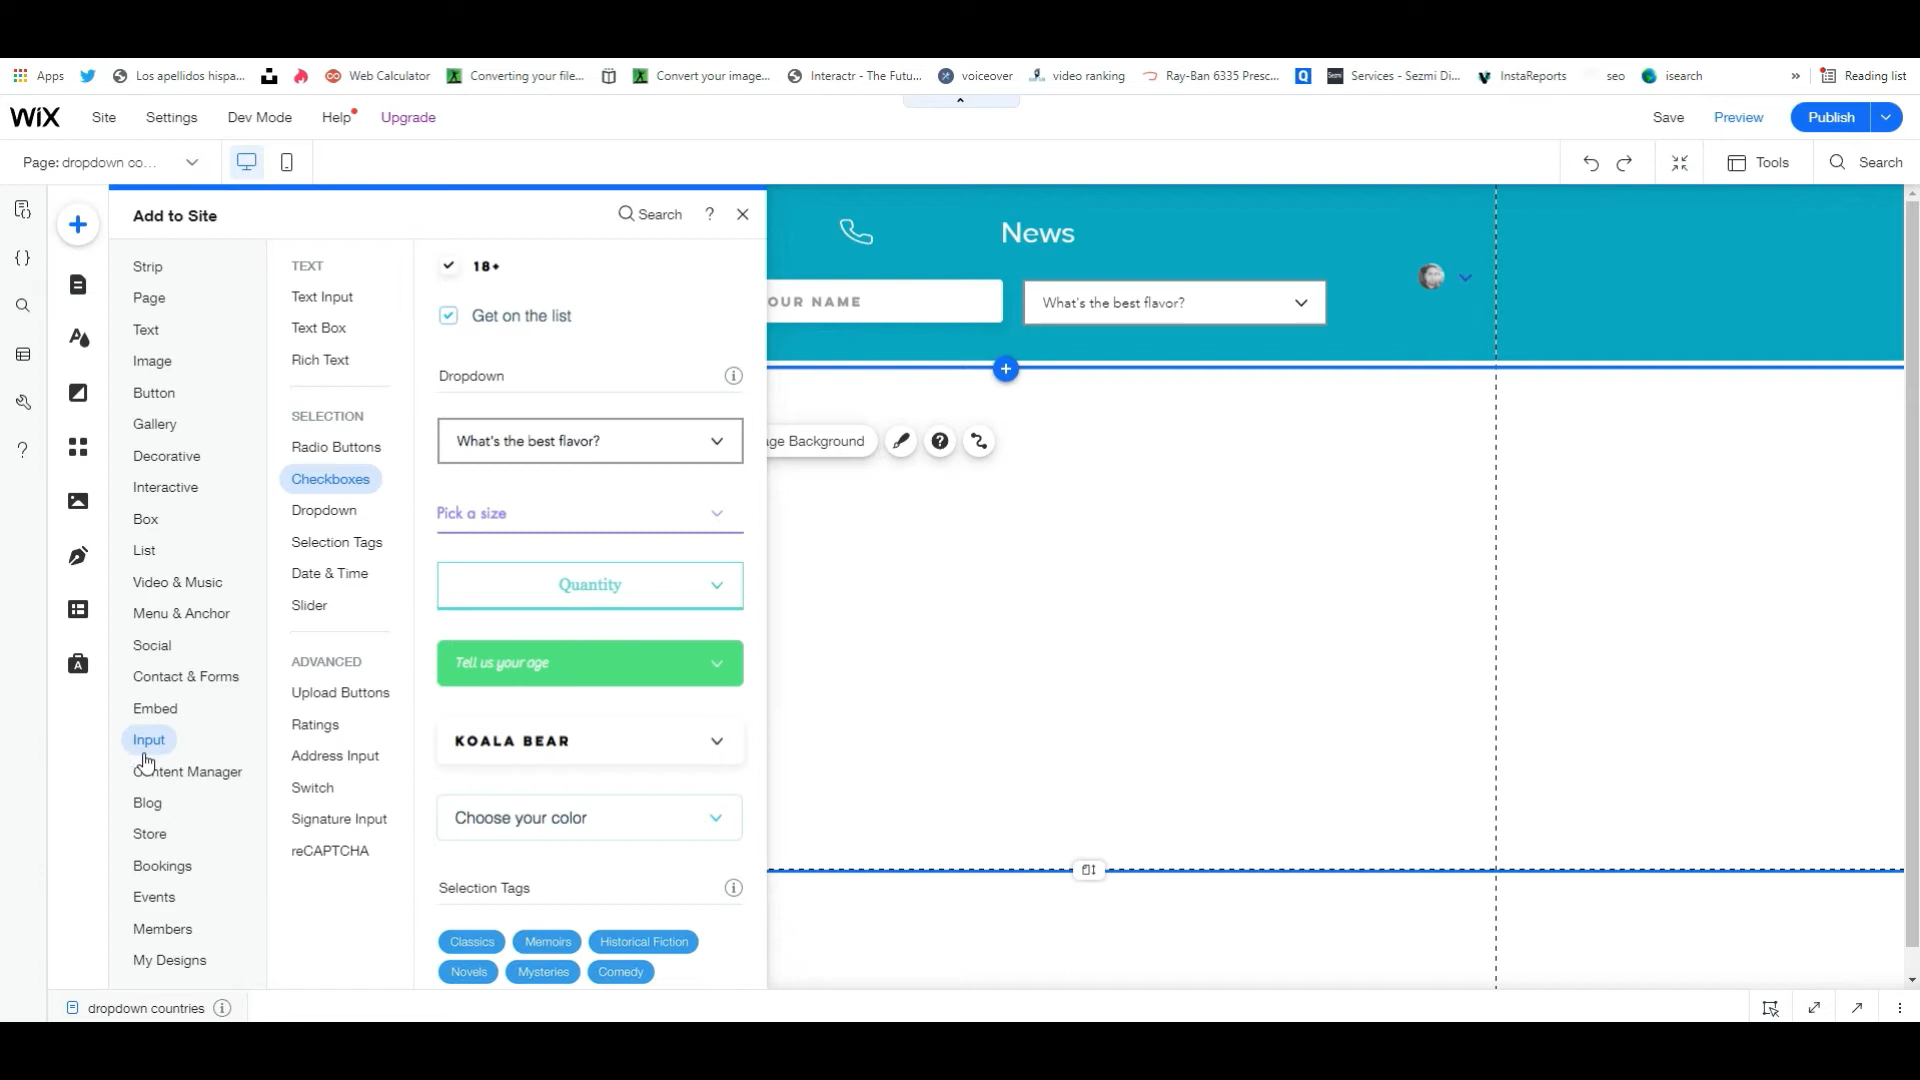 Apps
Los apellidos hispa...
Web Calculator
Converting your file...
Convert your image...
Interactr - The Futu...
voiceover
video ranking
Ray-Ban 6335 Presc...
Q
Services - Sezmi Di...
InstaReports
seo
isearch
»
Reading list
WiX
Site
Settings
Dev Mode
Help
Upgrade
Save
Preview
Publish
Page: dropdown co...
Tools
Search
Add to Site
Search
?
Strip
Page
Text
Image
Button
Gallery
Decorative
Interactive
Box
List
Video & Music
Menu & Anchor
Social
Contact & Forms
Embed
Input
Content Manager
Blog
Store
Bookings
Events
Members
My Designs
TEXT
Text Input
Text Box
Rich Text
SELECTION
Radio Buttons
Checkboxes
Dropdown
Selection Tags
Date & Time
Slider
ADVANCED
Upload Buttons
Ratings
Address Input
Switch
Signature Input
reCAPTCHA
18+
Get on the list
Dropdown
What's the best flavor?
Pick a size
Quantity
Tell us your age
KOALA BEAR
Choose your color
Selection Tags
Classics
Memoirs
Historical Fiction
Novels
Mysteries
Comedy
News
OUR NAME
What's the best flavor?
age Background
dropdown countries